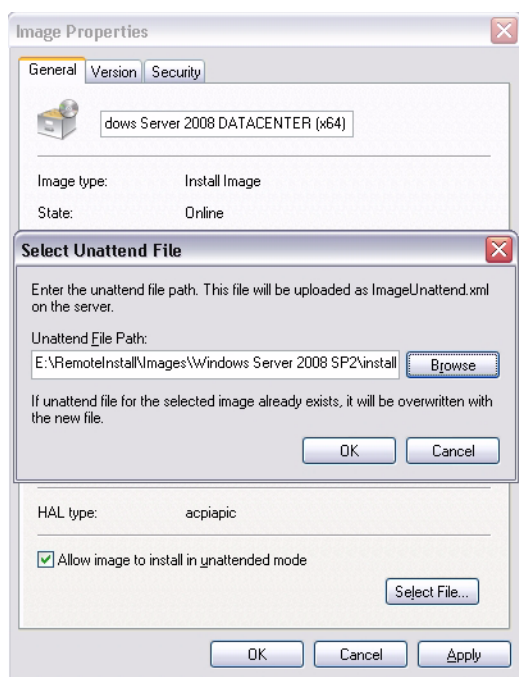 Image Properties
General Version Security
dows Server 2008 DATACENTER (x64)
Image type: Install Image
State: Online
Select Unattend File
Enter the unattend file path. This file will be uploaded as ImageUnattend.xml
on the server.
Unattend File Path:
E:\RemoteInstall\Images\Windows Server 2008 SP2\install
Browse
If unattend file for the selected image already exists, it will be overwritten with
the new file.
OK Cancel
HAL type: acpiapic
Allow image to install in unattended mode
Select File...
OK Cancel Apply